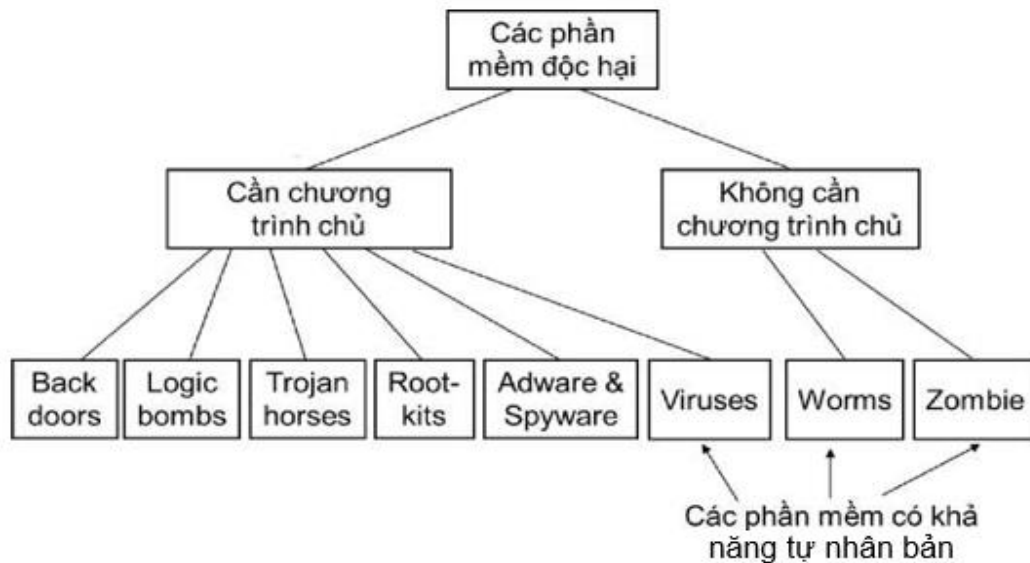 Các phần
mềm độc hại
Cần chương
trình chủ
Không cần
chương trình chủ
Back
doors
Logic
bombs
Trojan
horses
Root-
kits
Adware &
Spyware
Viruses
Worms
Zombie
Các phần mềm có khả
năng tự nhân bản